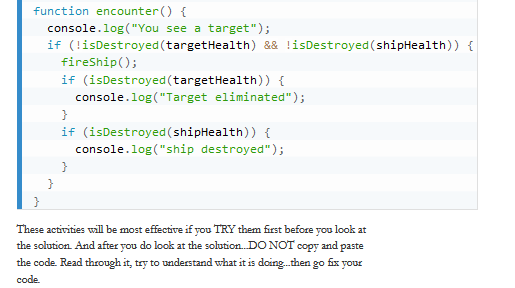 function encounter() {
console.log("You see a target");
if (!isDestroyed(targetHealth) && !isDestroyed(shipHealth)) {
fireShip();
if (isDestroyed(targetHealth)) {
console.log("Target eliminated");
}
if (isDestroyed(shipHealth)) {
console.log("ship destroyed");
}
}
}
These activities will be most effective if you TRY them first before you look at
the solution. And after you do look at the solution...DO NOT copy and paste
the code. Read through it, try to understand what it is doing...then go fix your
code.